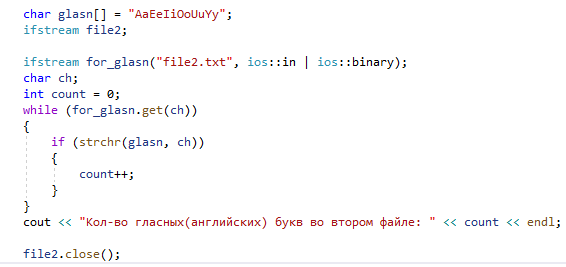 char glasn[] = "AaEeIiOoUuYy";
ifstream file2;
ifstream for_glasn("file2.txt", ios::in | ios::binary);
char ch;
int count = 0;
while (for_glasn.get(ch))
{
if (strchr(glasn, ch))
{
count++;
}
}
cout << "Кол-во гласных(английских) букв во втором файле: " << count << endl;
file2.close();